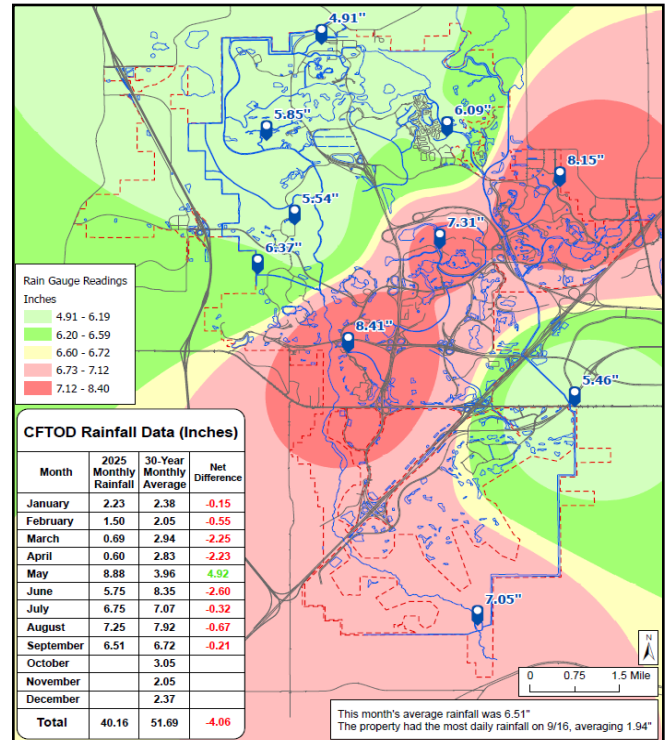 4.91"
5.85"
6.09"
8.15"
5.54"
7.31"
6.37"
8.41"
5.46"
7.05"
Rain Gauge Readings
Inches
4.91 - 6.19
6.20 - 6.59
6.60 - 6.72
6.73 - 7.12
7.12 - 8.40
CFTOD Rainfall Data (Inches)
Month 2025 Monthly Rainfall 30-Year Monthly Average Net Difference
January 2.23 2.38 -0.15
February 1.50 2.05 -0.55
March 0.69 2.94 -2.25
April 0.60 2.83 -2.23
May 8.88 3.96 4.92
June 5.75 8.35 -2.60
July 6.75 7.07 -0.32
August 7.25 7.92 -0.67
September 6.51 6.72 -0.21
October 3.05
November 2.05
December 2.37
Total 40.16 51.69 -4.06
N
0 0.75 1.5 Mile
This month's average rainfall was 6.51"
The property had the most daily rainfall on 9/16, averaging 1.94"